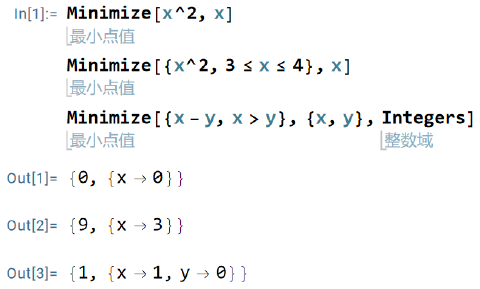 In[1]:= Minimize[x^2, x]
最小点值
Minimize[{x^2, 3 ≤ x ≤ 4}, x]
最小点值
Minimize[{x - y, x > y}, {x, y}, Integers]
最小点值 整数域
Out[1]= {0, {x → 0}}
Out[2]= {9, {x → 3}}
Out[3]= {1, {x → 1, y → 0}}